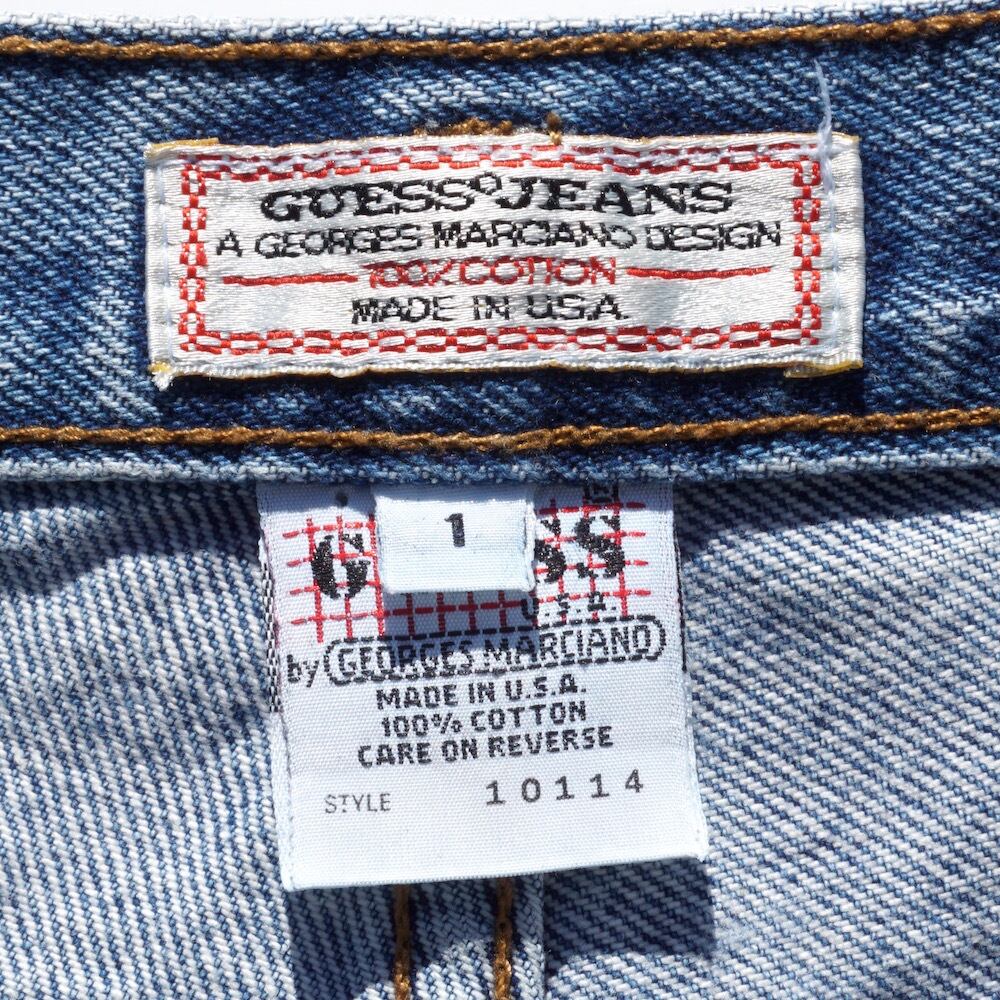 GUESS? JEANS
A GEORGES MARCIANO DESIGN
100% COTTON
MADE IN U.S.A.
1
G SS
U.S.A.
by GEORGES MARCIANO
MADE IN U.S.A.
100% COTTON
CARE ON REVERSE
STYLE 10114